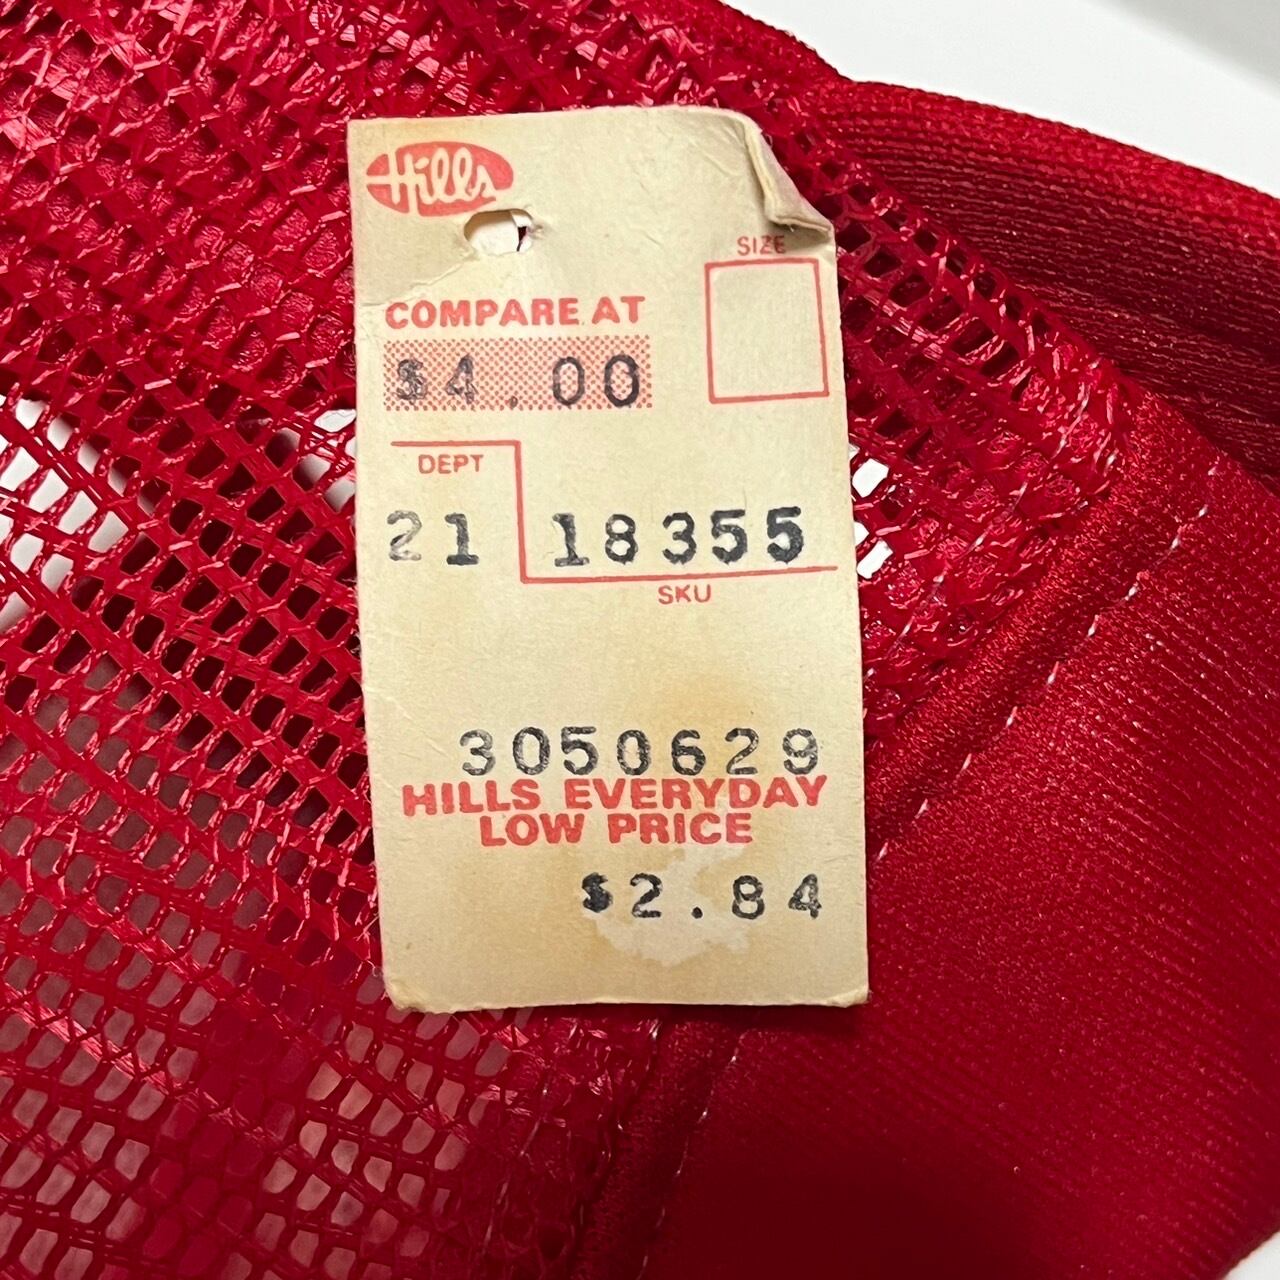 Hills
SIZE
COMPARE AT
$4.00
DEPT
21 18355
SKU
3050629
HILLS EVERYDAY
LOW PRICE
$2.84